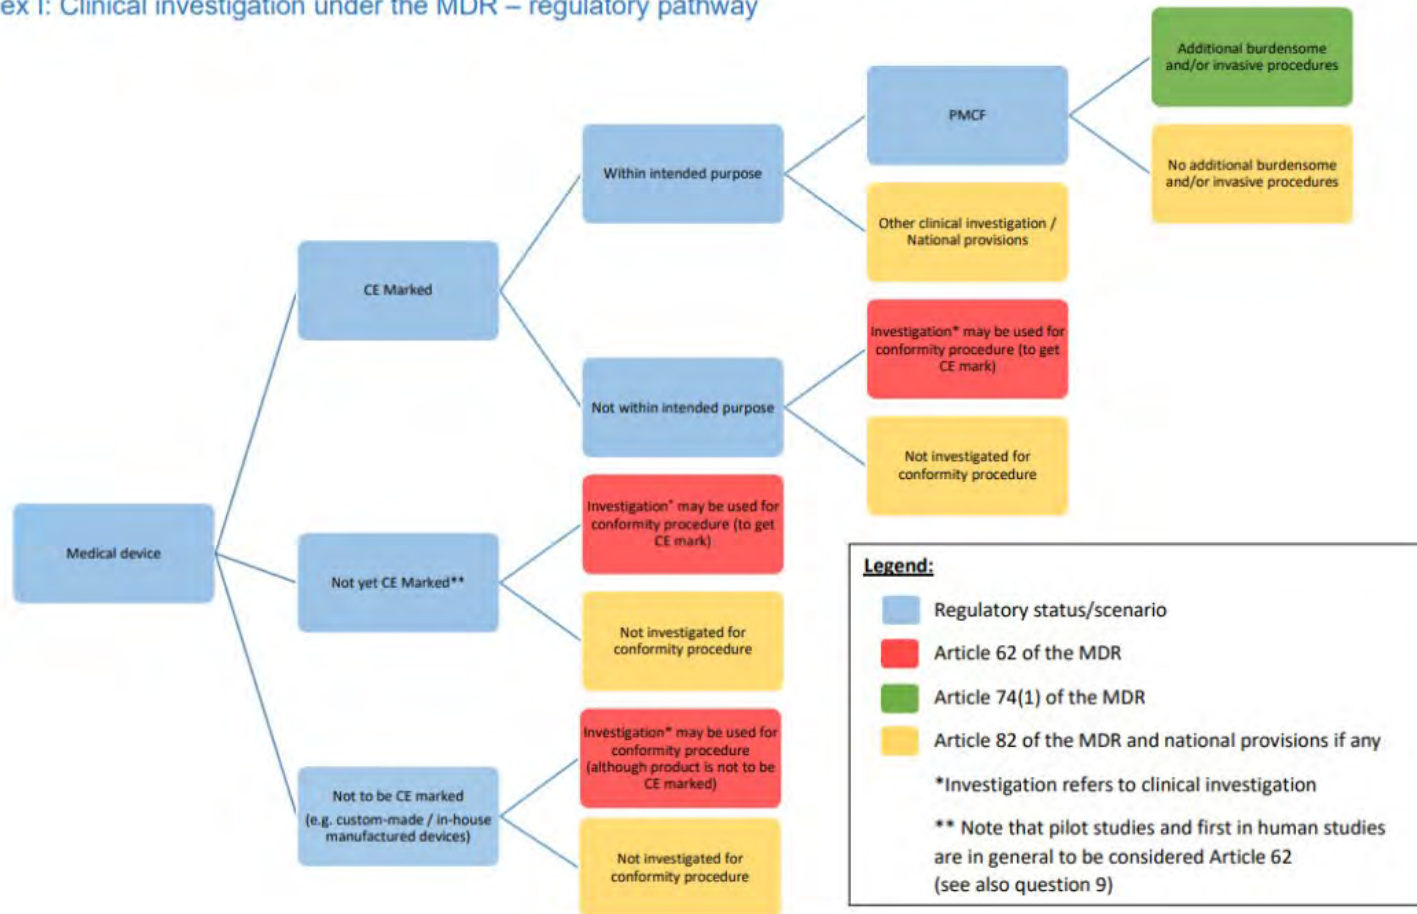 ex I: Clinical investigation under the MDR – regulatory pathway
Additional burdensome
and/or invasive procedures
PMCF
No additional burdensome
and/or invasive procedures
Within intended purpose
Other clinical investigation /
National provisions
CE Marked
Investigation* may be used for
conformity procedure (to get
CE mark)
Not within intended purpose
Not investigated for
conformity procedure
Medical device
Investigation* may be used for
conformity procedure (to get
CE mark)
Not yet CE Marked**
Not investigated for
conformity procedure
Investigation* may be used for
conformity procedure
(although product is not to be
CE marked)
Not to be CE marked
(e.g. custom-made / in-house
manufactured devices)
Not investigated for
conformity procedure
Legend:
Regulatory status/scenario
Article 62 of the MDR
Article 74(1) of the MDR
Article 82 of the MDR and national provisions if any
*Investigation refers to clinical investigation
** Note that pilot studies and first in human studies
are in general to be considered Article 62
(see also question 9)